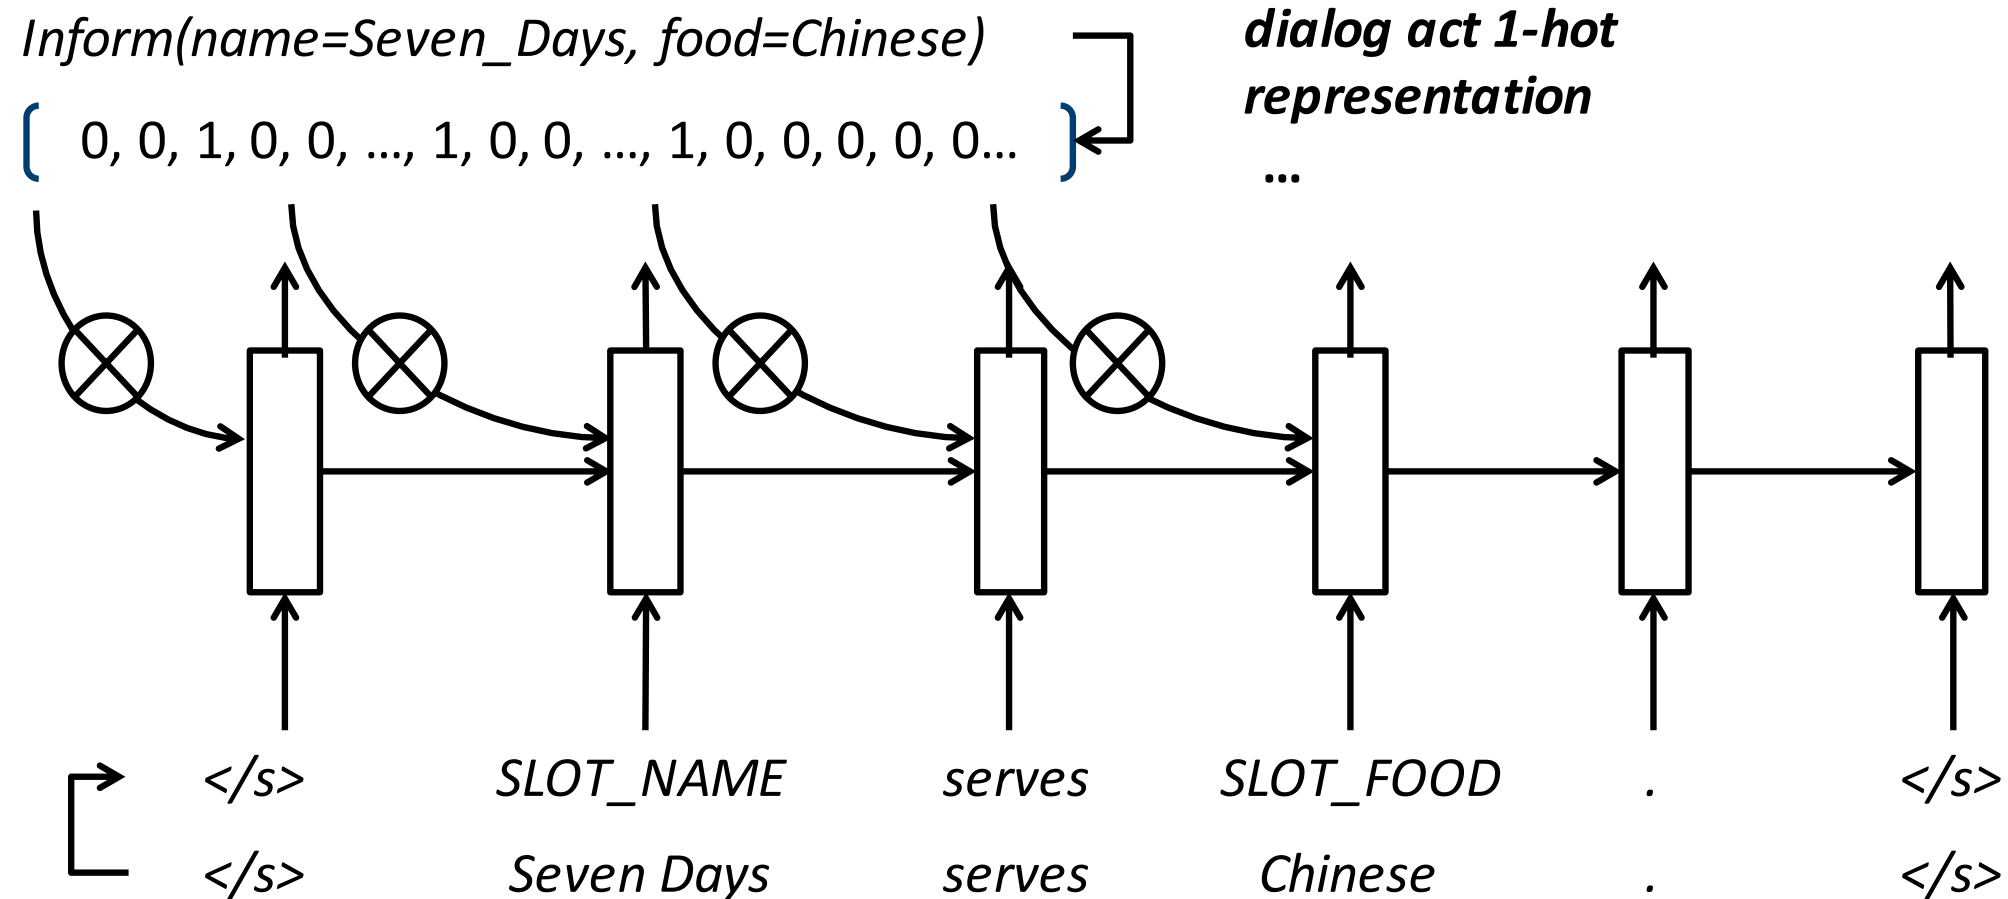 Inform(name=Seven_Days, food=Chinese)
dialog act 1-hot
representation
0, 0, 1, 0, 0, …, 1, 0, 0, …, 1, 0, 0, 0, 0, 0…
…
</s> SLOT_NAME serves SLOT_FOOD . </s>
</s> Seven Days serves Chinese . </s>